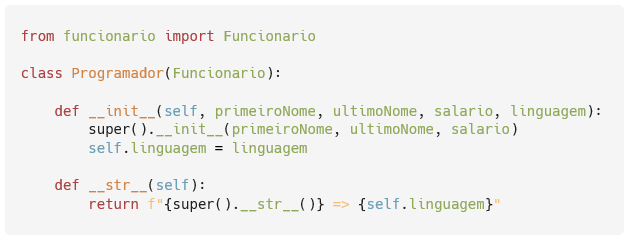 from funcionario import Funcionario
class Programador(Funcionario):
def __init__(self, primeiroNome, ultimoNome, salario, linguagem):
super().__init__(primeiroNome, ultimoNome, salario)
self.linguagem = linguagem
def __str__(self):
return f"{super().__str__()} => {self.linguagem}"